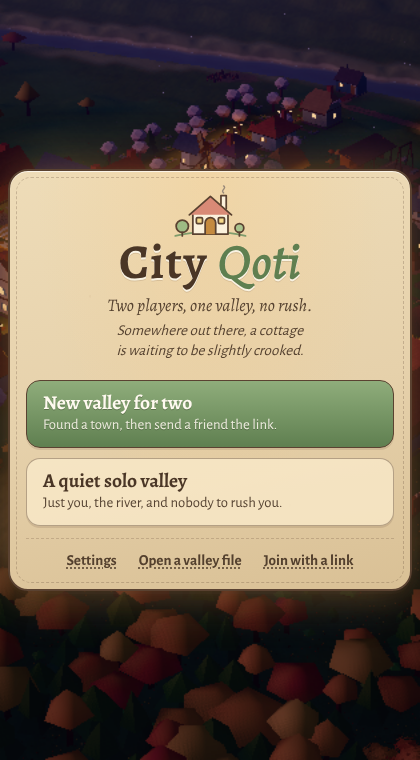 City Qoti
Two players, one valley, no rush.
Somewhere out there, a cottage
is waiting to be slightly crooked.
New valley for two
Found a town, then send a friend the link.
A quiet solo valley
Just you, the river, and nobody to rush you.
Settings Open a valley file Join with a link